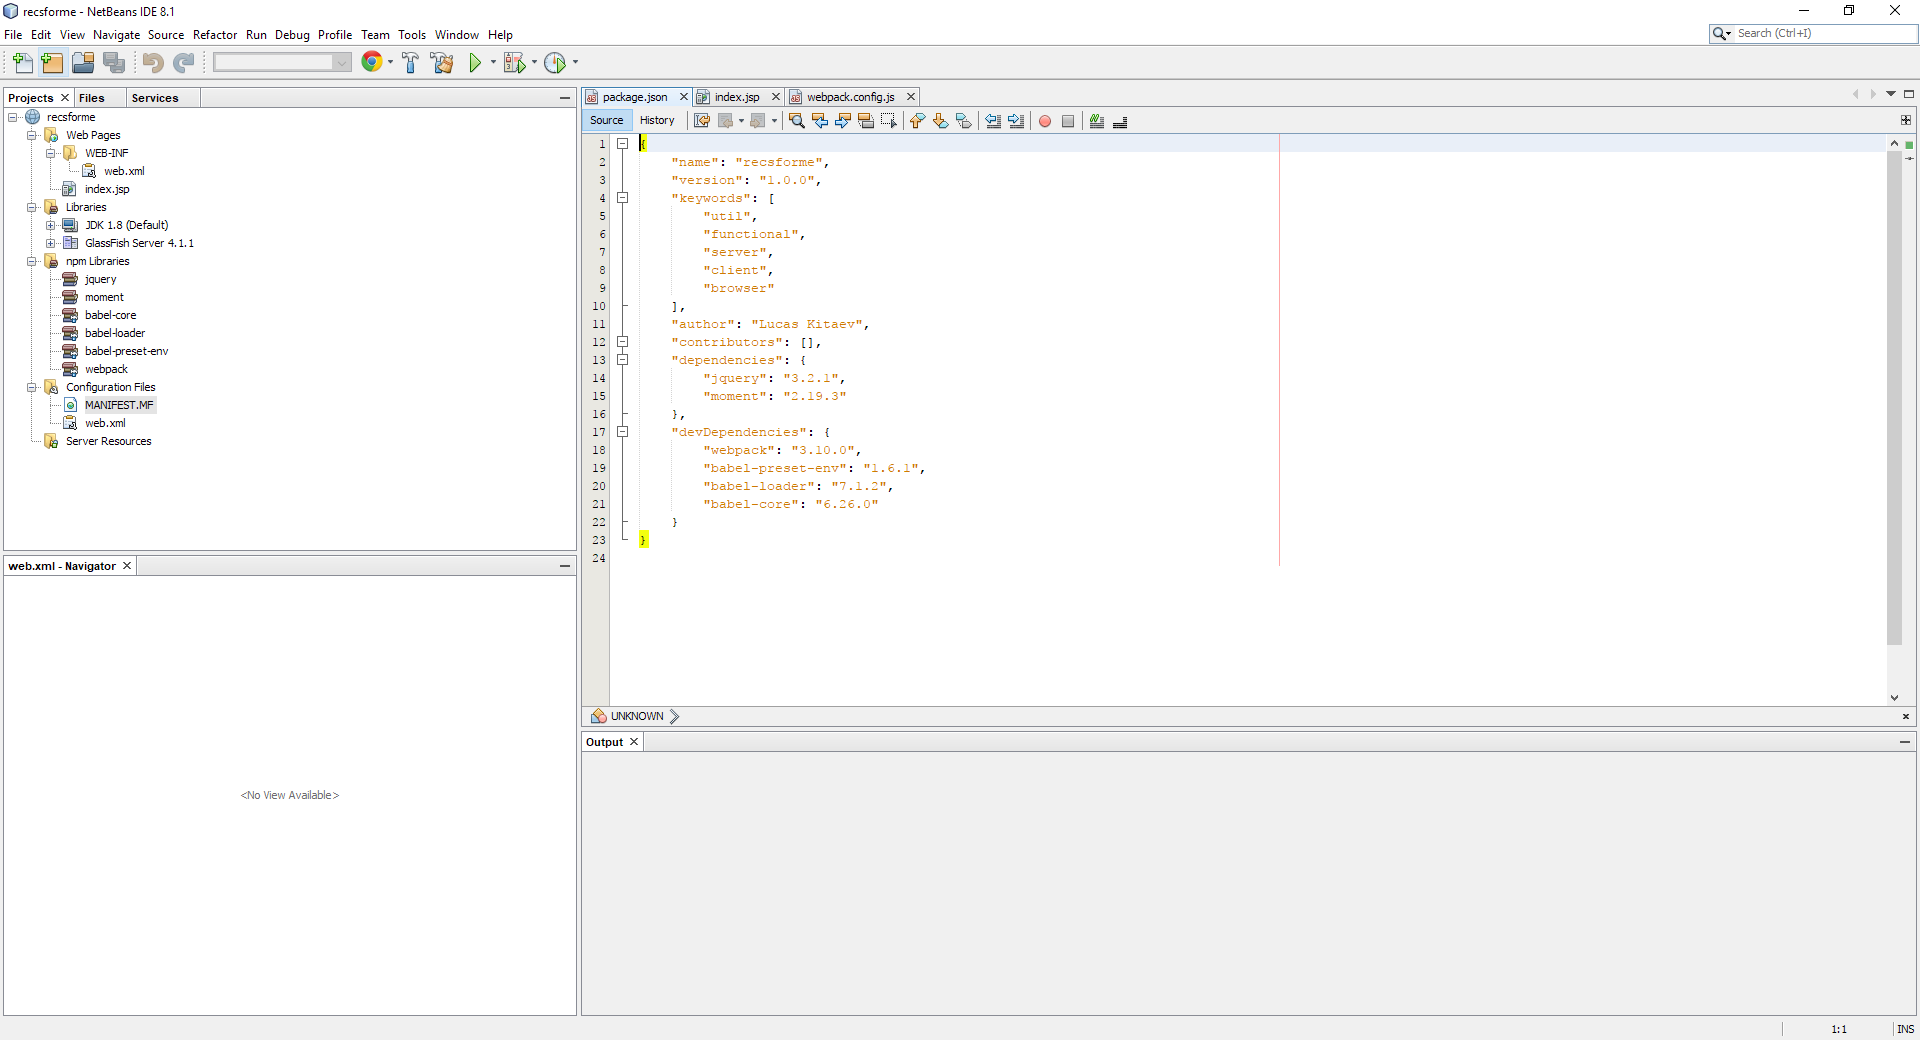 recsforme - NetBeans IDE 8.1
File Edit View Navigate Source Refactor Run Debug Profile Team Tools Window Help
Search (Ctrl+I)
Projects Files Services
recsforme
Web Pages
WEB-INF
web.xml
index.jsp
Libraries
JDK 1.8 (Default)
GlassFish Server 4.1.1
npm Libraries
jquery
moment
babel-core
babel-loader
babel-preset-env
webpack
Configuration Files
MANIFEST.MF
web.xml
Server Resources
web.xml - Navigator
<No View Available>
package.json index.jsp webpack.config.js
Source History
1 {
2 "name": "recsforme",
3 "version": "1.0.0",
4 "keywords": [
5 "util",
6 "functional",
7 "server",
8 "client",
9 "browser"
10 ],
11 "author": "Lucas Kitaev",
12 "contributors": [],
13 "dependencies": {
14 "jquery": "3.2.1",
15 "moment": "2.19.3"
16 },
17 "devDependencies": {
18 "webpack": "3.10.0",
19 "babel-preset-env": "1.6.1",
20 "babel-loader": "7.1.2",
21 "babel-core": "6.26.0"
22 }
23 }
24
UNKNOWN
Output
1:1 INS